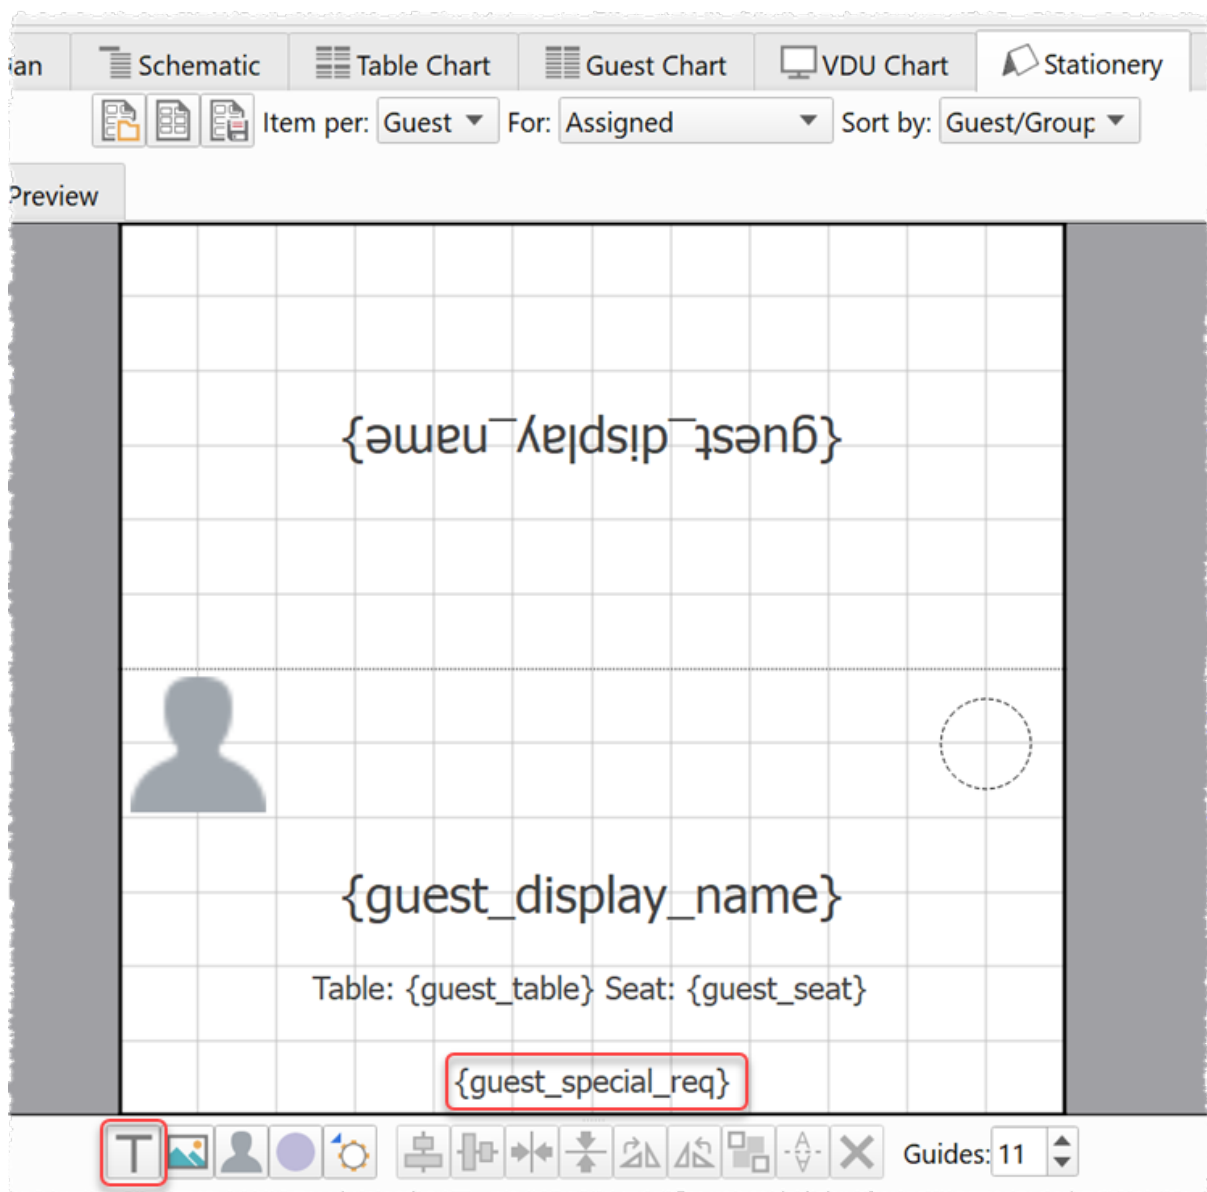 Schematic Table Chart Guest Chart VDU Chart Stationery
Item per: Guest For: Assigned Sort by: Guest/Group
Preview
{guest_display_name}
{guest_display_name}
Table: {guest_table} Seat: {guest_seat}
{guest_special_req}
T Guides: 11